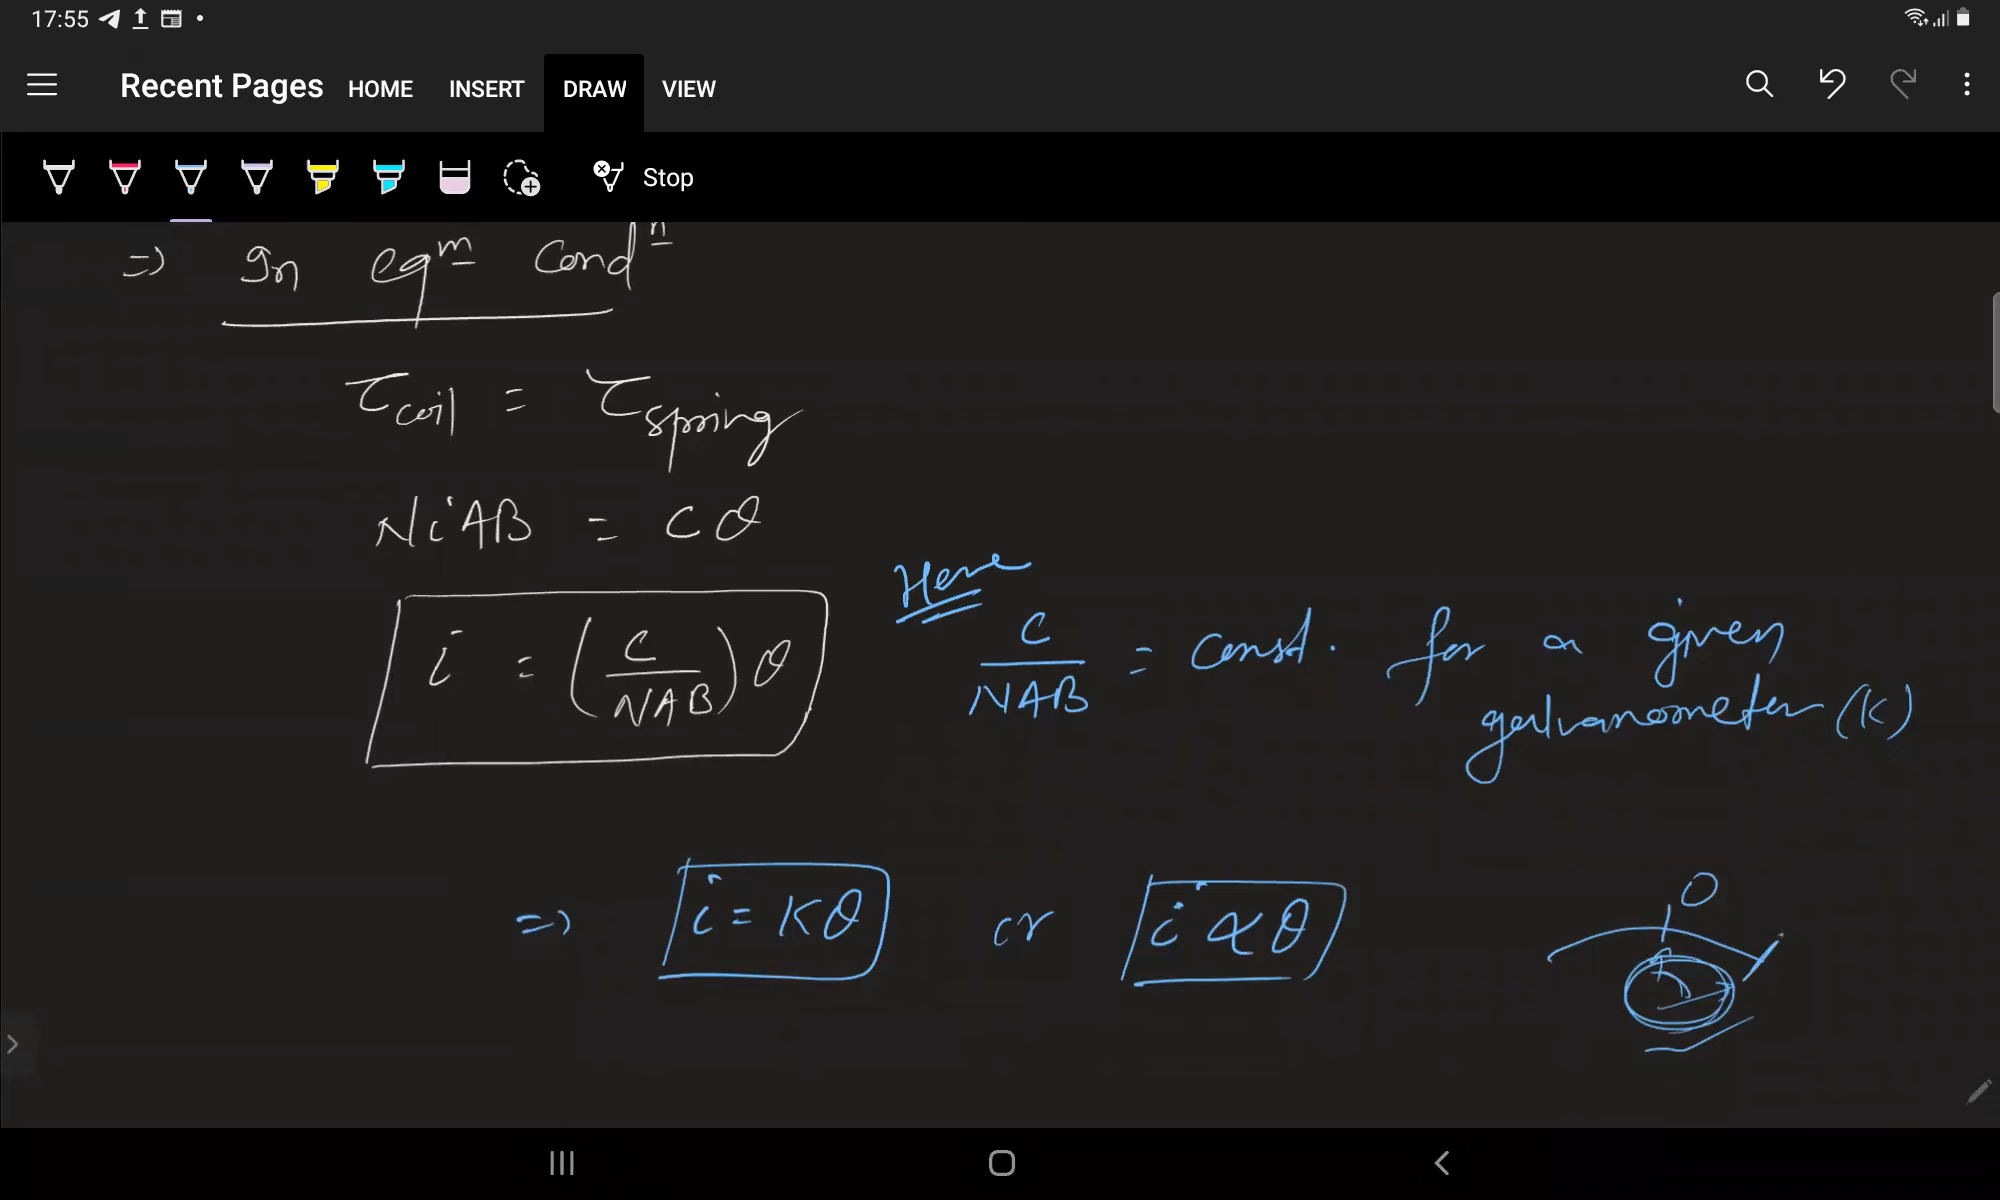 17:55
Recent Pages HOME INSERT DRAW VIEW
Stop
=> In eqm condn
τcoil = τspring
NiAB = Cθ
i = (C/NAB)θ
Here
C/NAB = const. for a given
galvanometer (K)
=> i = Kθ or i ∝ θ
O